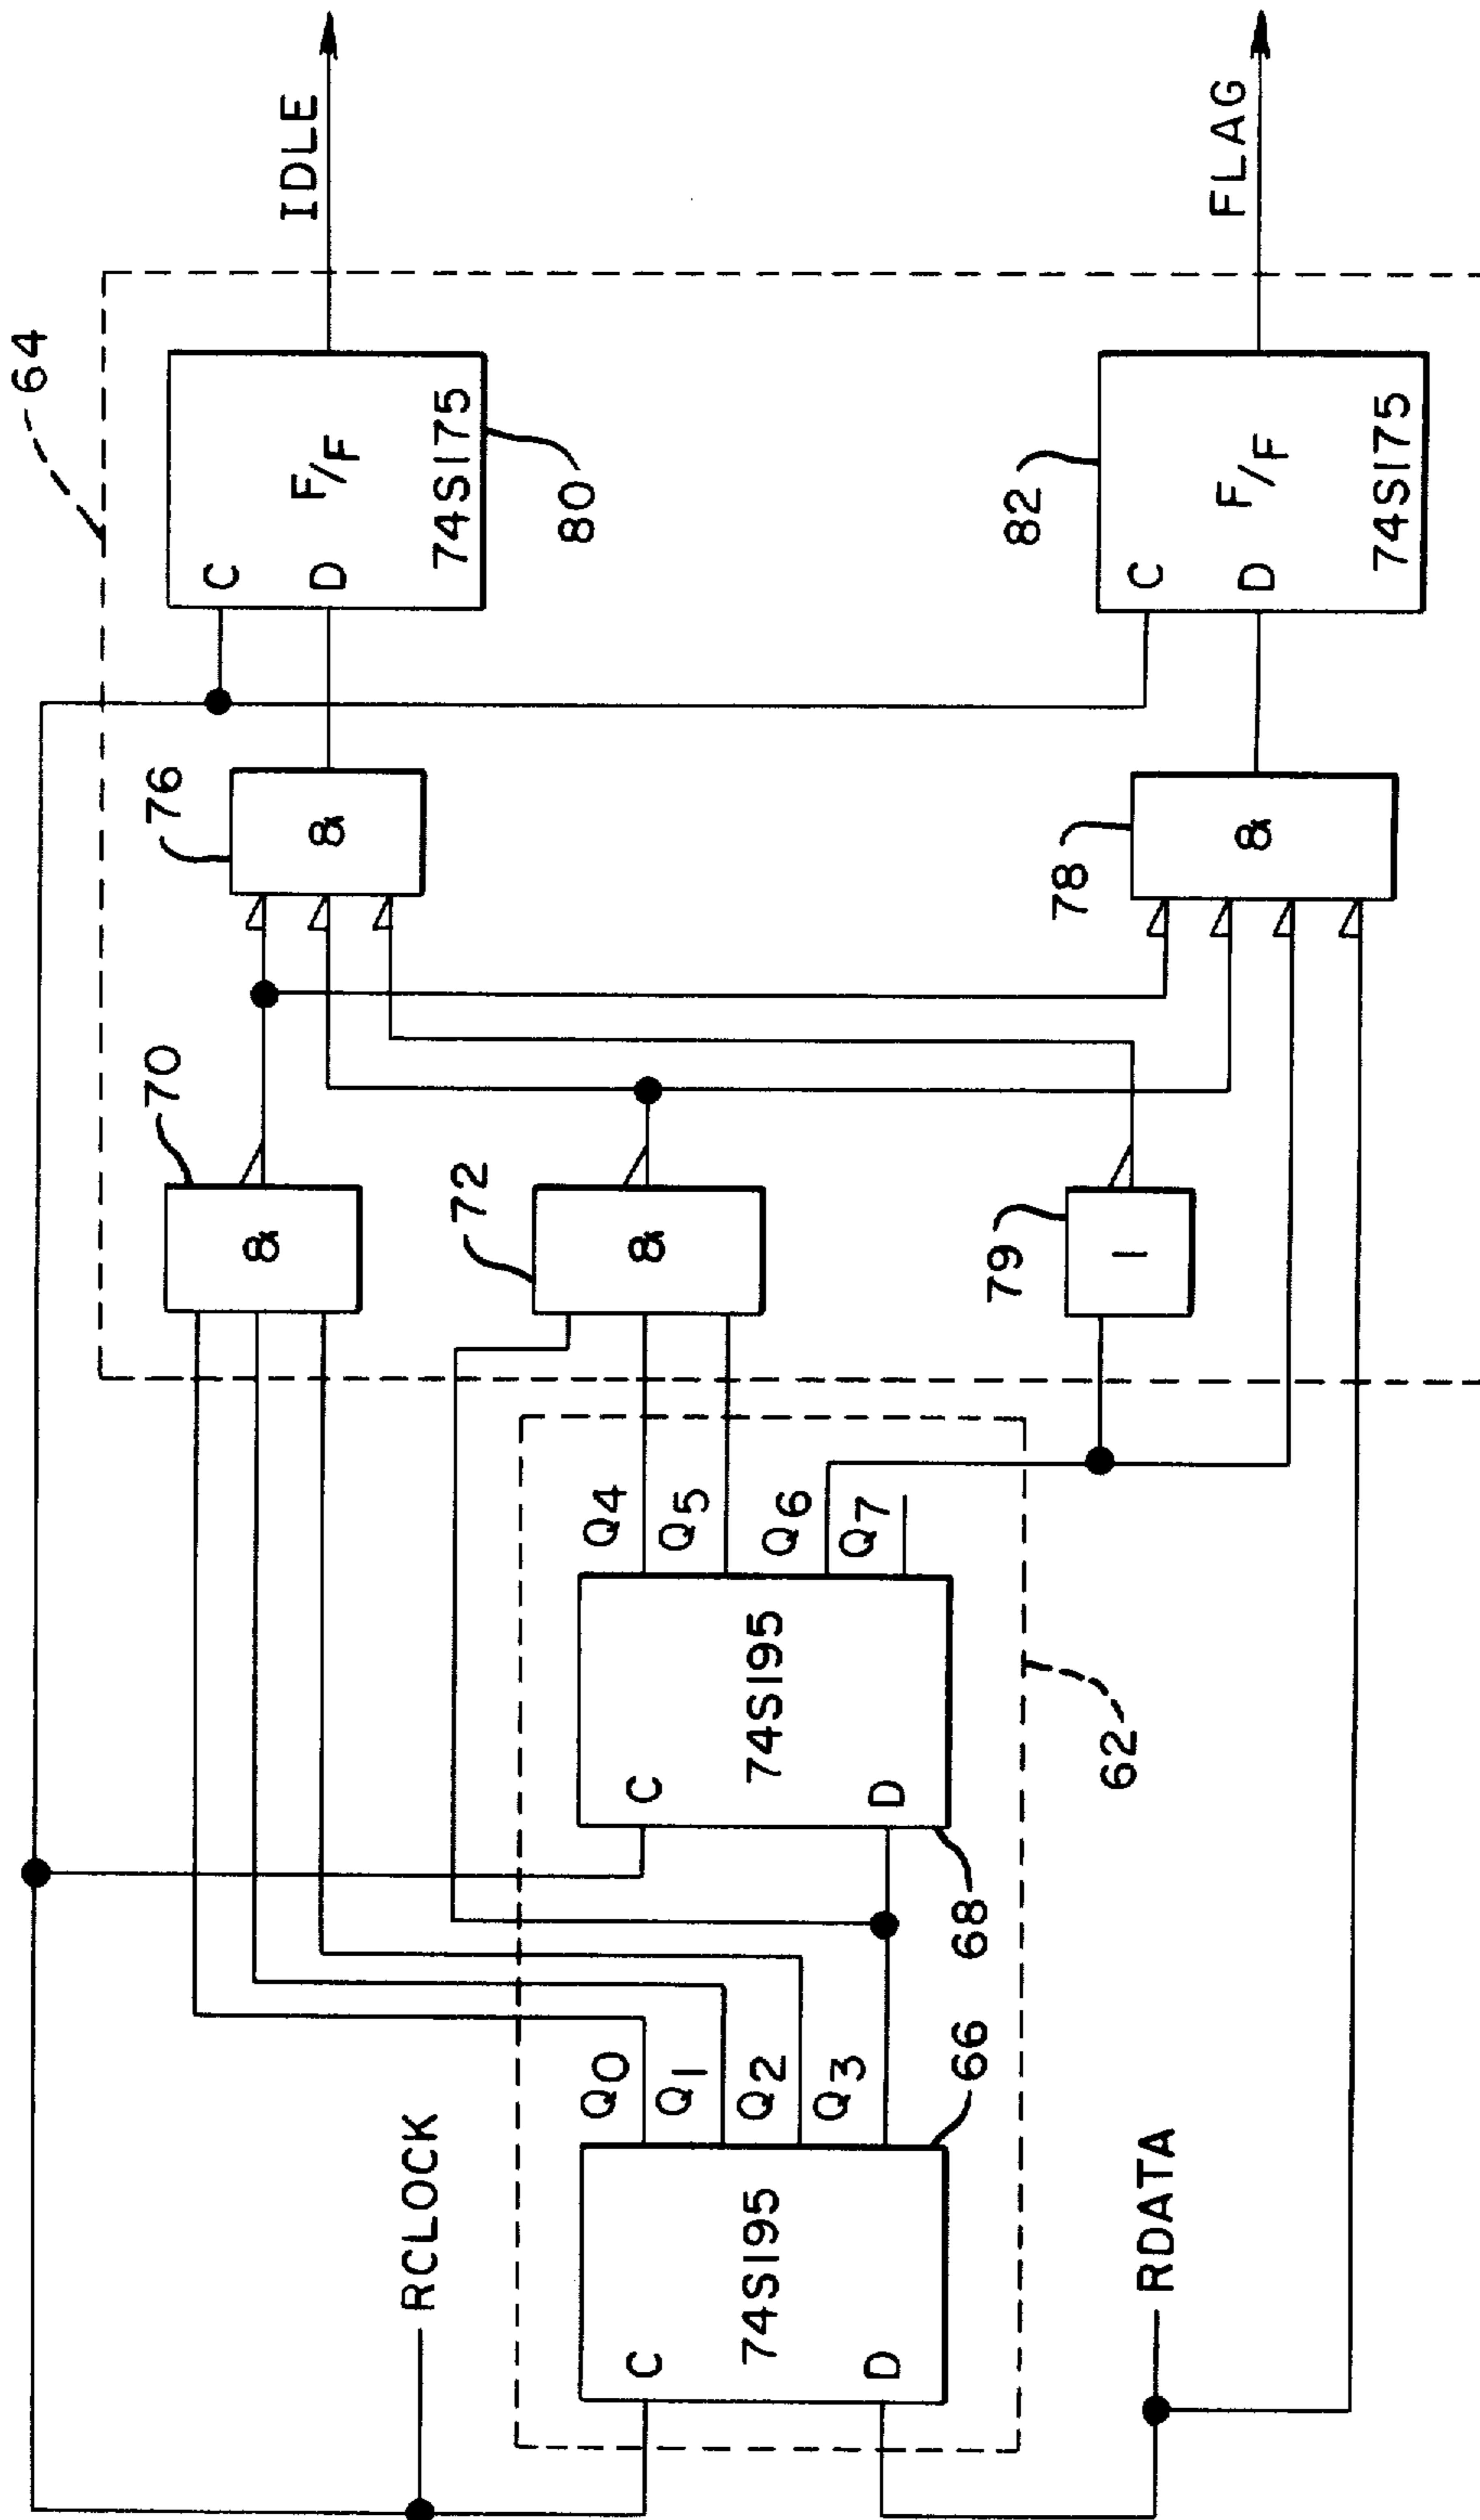 64
IDLE
C
D
F/F
74S175
80
FLAG
C
D
F/F
74S175
82
76
&
78
&
70
&
72
&
79
1
Q4
Q5
Q6
Q7
74S195
C
D
68
62
Q0
Q1
Q2
Q3
74S195
C
D
66
RCLOCK
RDATA